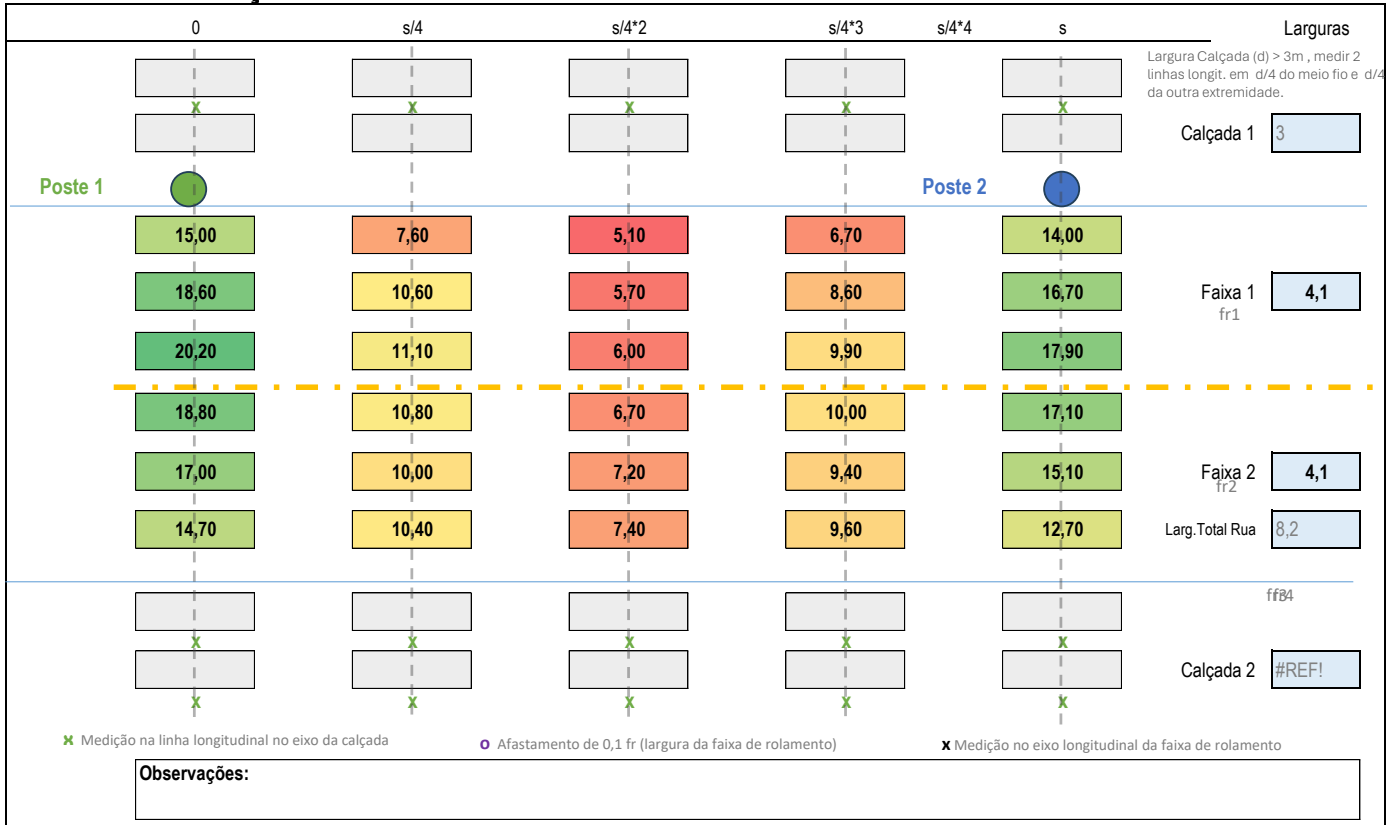 0 s/4 s/4*2 s/4*3 s/4*4 s Larguras
Largura Calçada (d) > 3m , medir 2
linhas longit. em d/4 do meio fio e d/4
da outra extremidade.
x x x x x
Calçada 1 3
Poste 1 Poste 2
15,00 7,60 5,10 6,70 14,00
18,60 10,60 5,70 8,60 16,70 Faixa 1 4,1
fr1
20,20 11,10 6,00 9,90 17,90
18,80 10,80 6,70 10,00 17,10
17,00 10,00 7,20 9,40 15,10 Faixa 2 4,1
fr2
14,70 10,40 7,40 9,60 12,70 Larg.Total Rua 8,2
x x x x x
Calçada 2 #REF!
x x x x x
x Medição na linha longitudinal no eixo da calçada o Afastamento de 0,1 fr (largura da faixa de rolamento) x Medição no eixo longitudinal da faixa de rolamento
Observações: